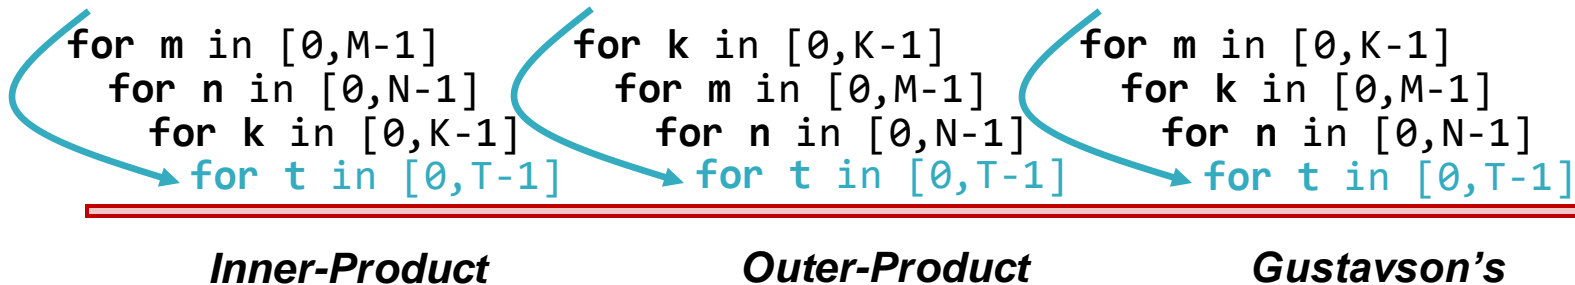 for m in [0,M-1]
for n in [0,N-1]
for k in [0,K-1]
for t in [0,T-1]
Inner-Product
for k in [0,K-1]
for m in [0,M-1]
for n in [0,N-1]
for t in [0,T-1]
Outer-Product
for m in [0,K-1]
for k in [0,M-1]
for n in [0,N-1]
for t in [0,T-1]
Gustavson’s